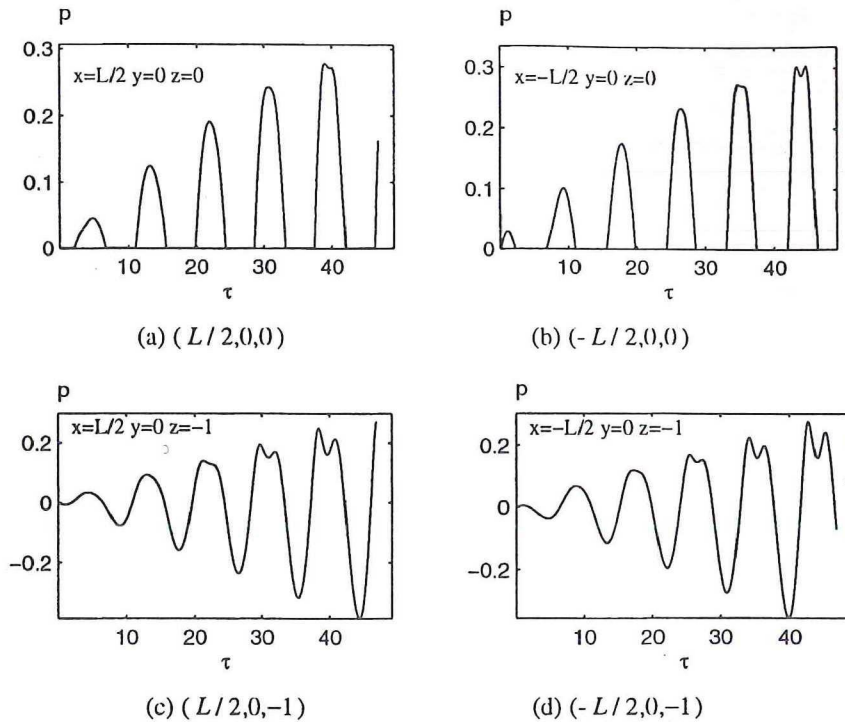 p
0.3
0.2
0.1
0
x=L/2 y=0 z=0
10 20 30 40
τ
(a) ( L / 2,0,0)
p
0.3
0.2
0.1
0
x=−L/2 y=0 z=0
10 20 30 40
τ
(b) (- L / 2,0,0)
p
0.2
0
−0.2
x=L/2 y=0 z=−1
10 20 30 40
τ
(c) ( L / 2,0,−1)
p
0.2
0
−0.2
x=−L/2 y=0 z=−1
10 20 30 40
τ
(d) (- L / 2,0,−1)